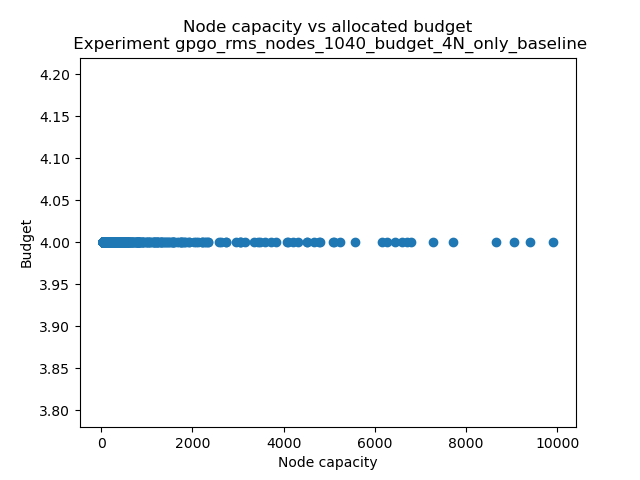 Node capacity vs allocated budget
Experiment gpgo_rms_nodes_1040_budget_4N_only_baseline
4.20
4.15
4.10
4.05
4.00
3.95
3.90
3.85
3.80
Budget
0 2000 4000 6000 8000 10000
Node capacity